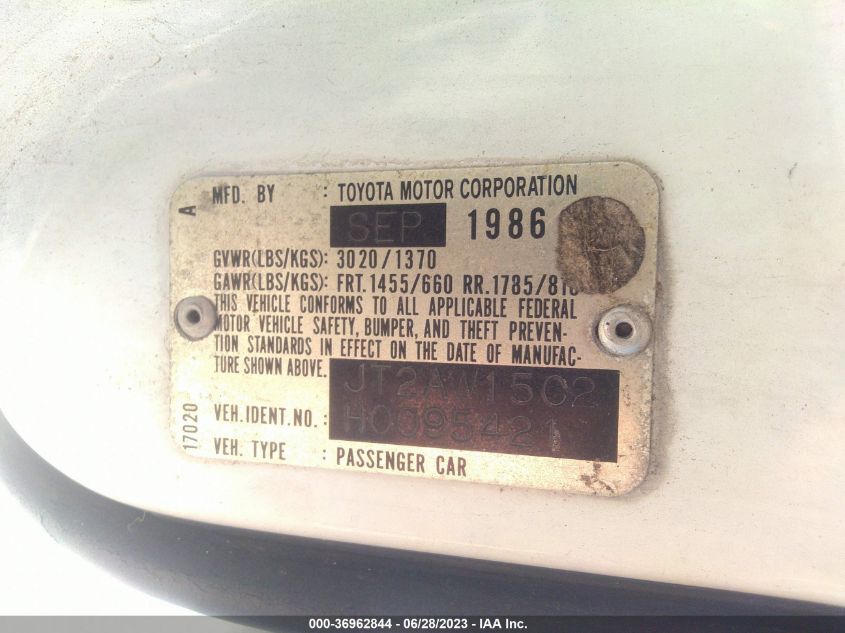 A
MFD. BY : TOYOTA MOTOR CORPORATION
SEP 1986
GVWR(LBS/KGS): 3020/1370
GAWR(LBS/KGS): FRT.1455/660 RR.1785/810
THIS VEHICLE CONFORMS TO ALL APPLICABLE FEDERAL
MOTOR VEHICLE SAFETY, BUMPER, AND THEFT PREVEN-
TION STANDARDS IN EFFECT ON THE DATE OF MANUFAC-
TURE SHOWN ABOVE.
JT2AW15C2
VEH.IDENT.NO. : H0095421
VEH. TYPE : PASSENGER CAR
17020
000-36962844 / 06/28/2023 / IAA Inc.